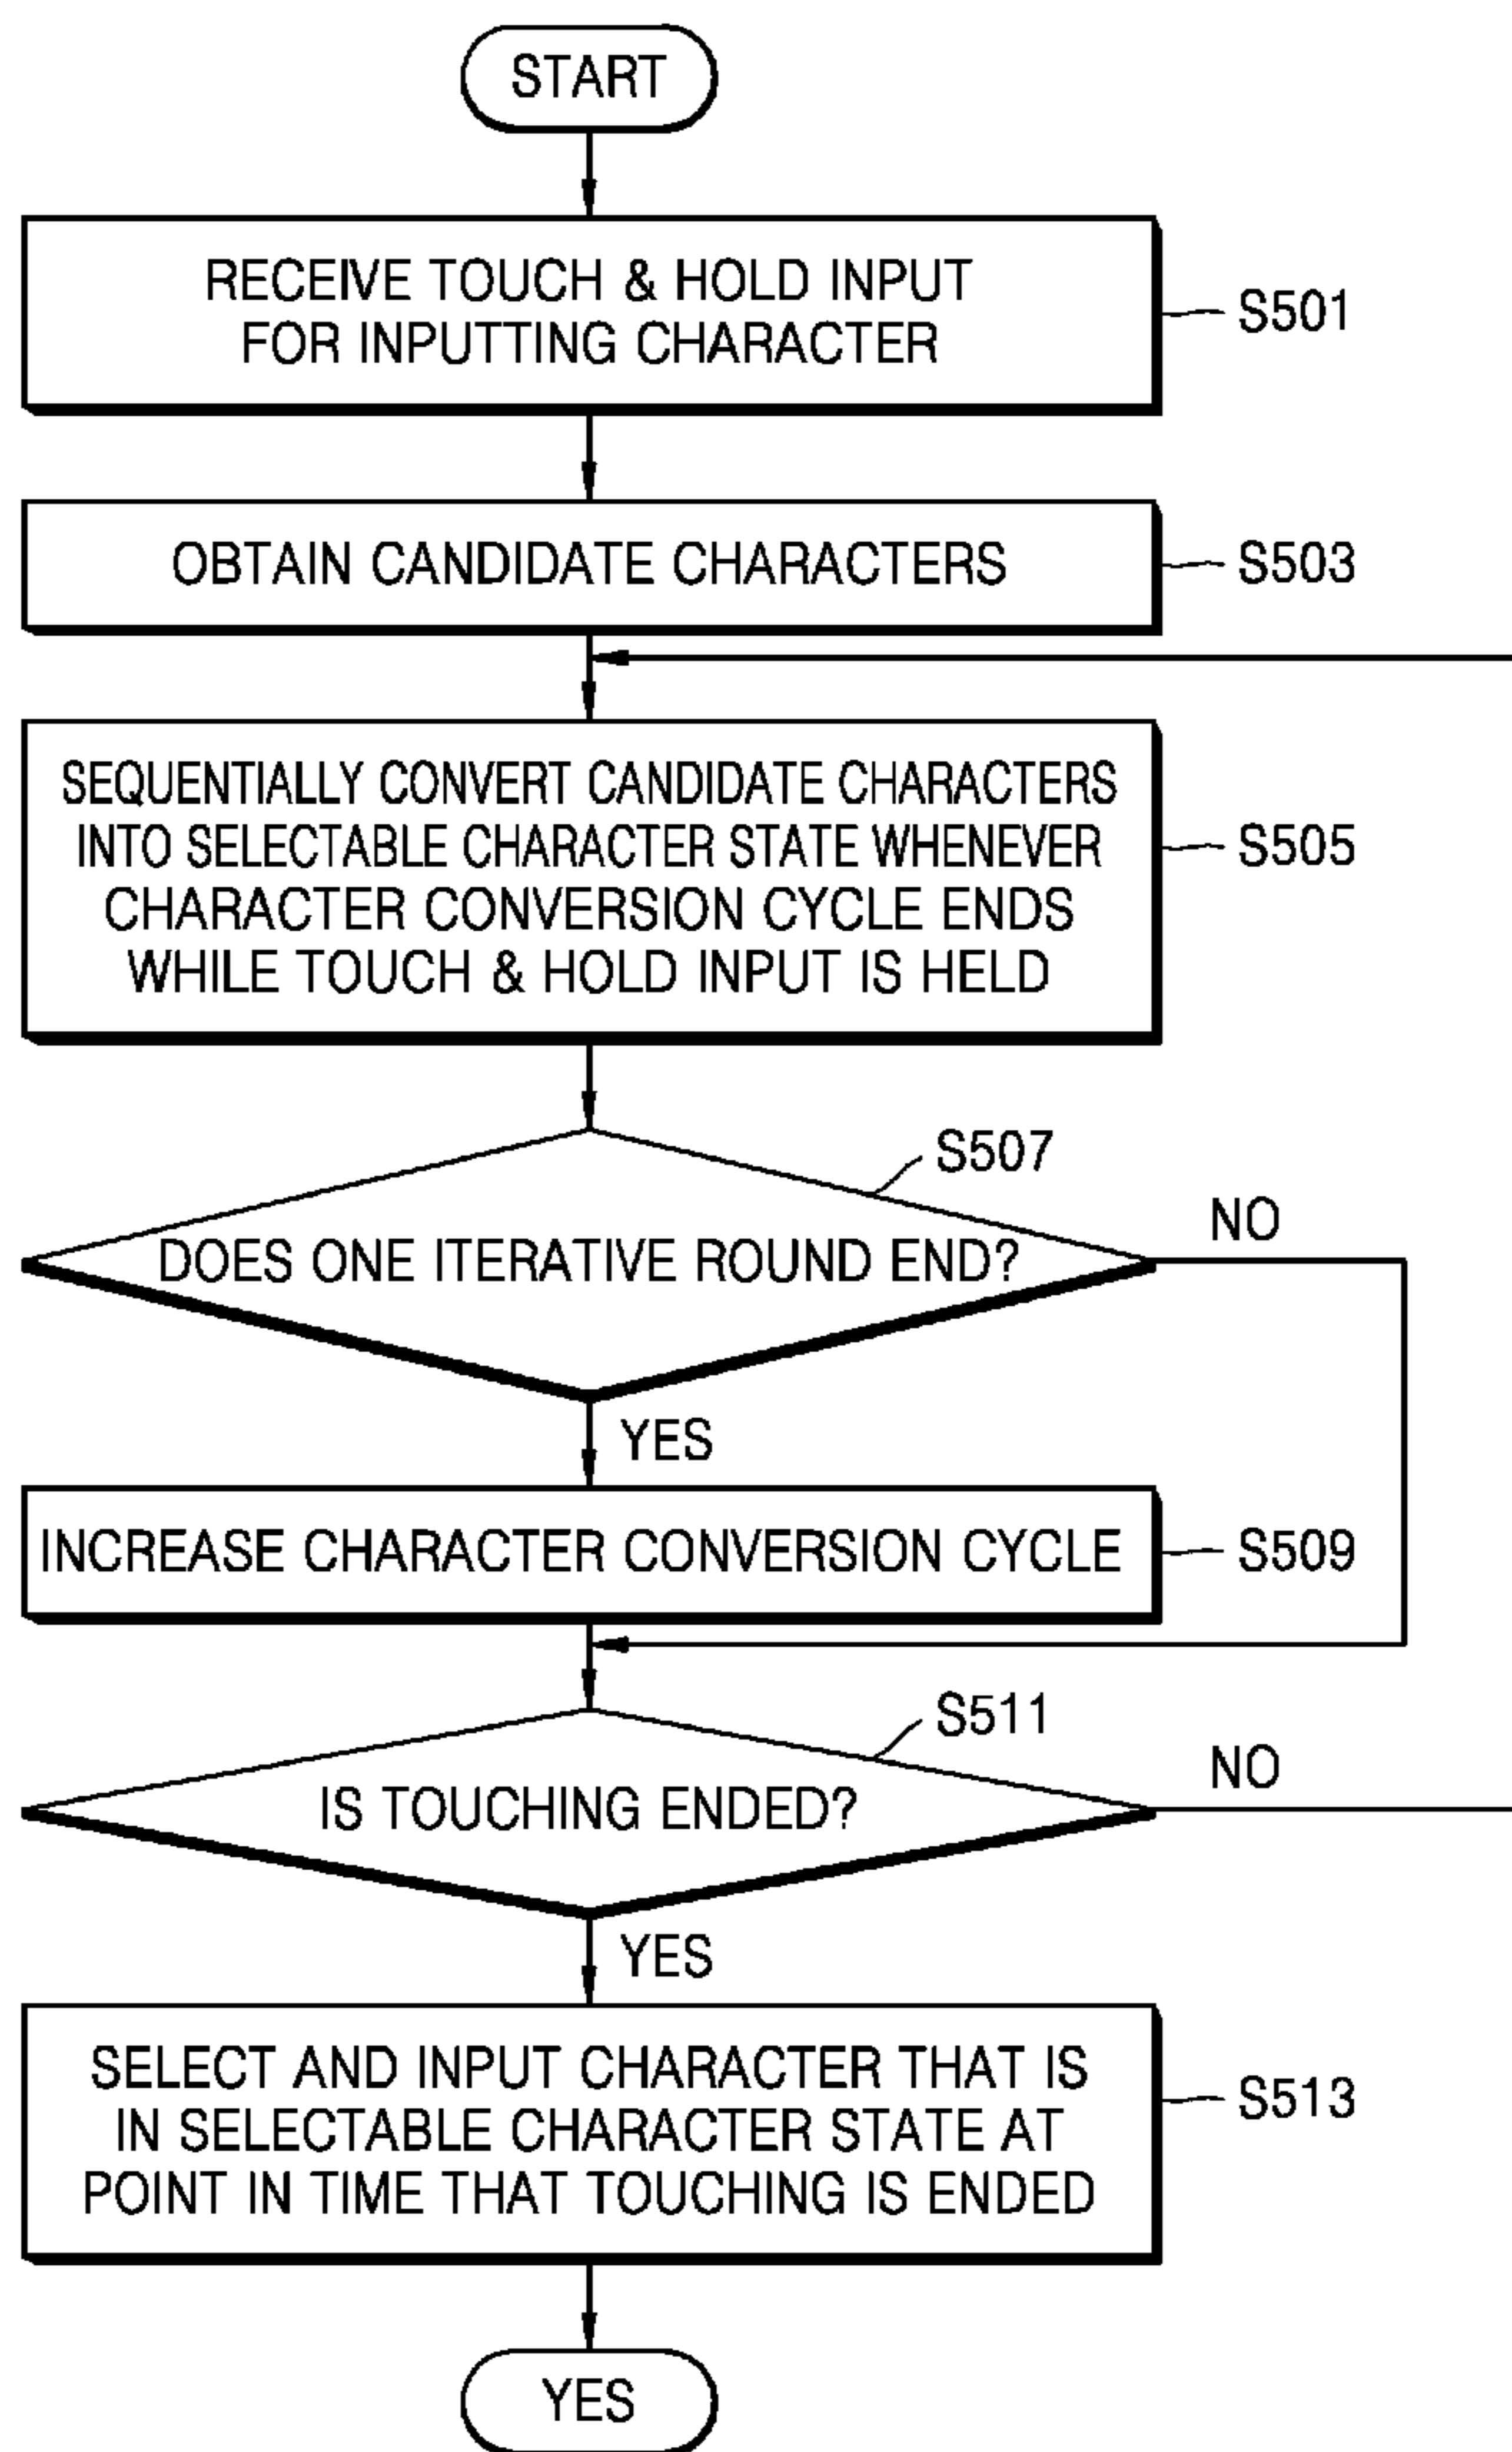 START
RECEIVE TOUCH & HOLD INPUT
FOR INPUTTING CHARACTER
S501
OBTAIN CANDIDATE CHARACTERS
S503
SEQUENTIALLY CONVERT CANDIDATE CHARACTERS
INTO SELECTABLE CHARACTER STATE WHENEVER
CHARACTER CONVERSION CYCLE ENDS
WHILE TOUCH & HOLD INPUT IS HELD
S505
S507
NO
DOES ONE ITERATIVE ROUND END?
YES
INCREASE CHARACTER CONVERSION CYCLE
S509
S511
NO
IS TOUCHING ENDED?
YES
SELECT AND INPUT CHARACTER THAT IS
IN SELECTABLE CHARACTER STATE AT
POINT IN TIME THAT TOUCHING IS ENDED
S513
YES